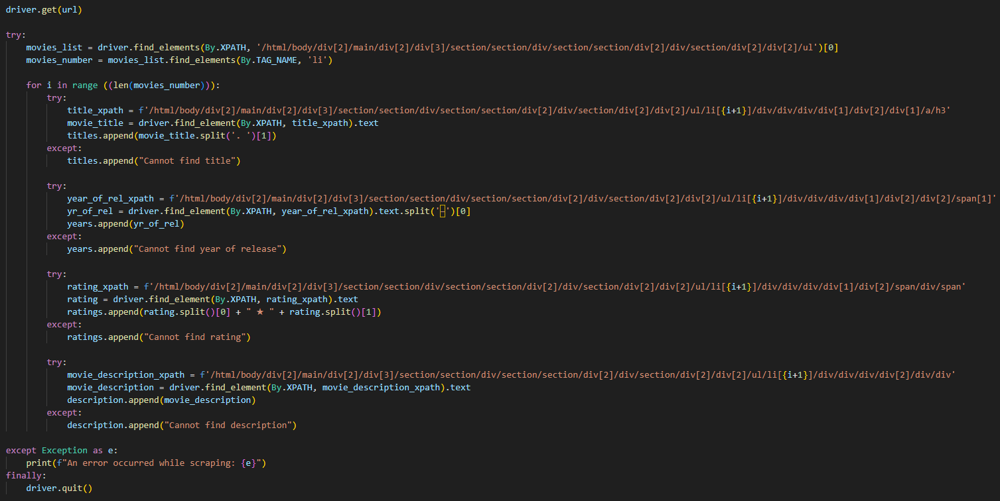 driver.get(url)
try:
    movies_list = driver.find_elements(By.XPATH, '/html/body/div[2]/main/div[2]/div[3]/section/section/div/section/section/div[2]/div/section/div[2]/div[2]/ul')[0]
    movies_number = movies_list.find_elements(By.TAG_NAME, 'li')
    for i in range ((len(movies_number))):
        try:
            title_xpath = f'/html/body/div[2]/main/div[2]/div[3]/section/section/div/section/section/div[2]/div/section/div[2]/div[2]/ul/li[{i+1}]/div/div/div/div[1]/div[2]/div[1]/a/h3'
            movie_title = driver.find_element(By.XPATH, title_xpath).text
            titles.append(movie_title.split('. ')[1])
        except:
            titles.append("Cannot find title")
        try:
            year_of_rel_xpath = f'/html/body/div[2]/main/div[2]/div[3]/section/section/div/section/section/div[2]/div/section/div[2]/div[2]/ul/li[{i+1}]/div/div/div/div[1]/div[2]/div[2]/span[1]'
            yr_of_rel = driver.find_element(By.XPATH, year_of_rel_xpath).text.split('–')[0]
            years.append(yr_of_rel)
        except:
            years.append("Cannot find year of release")
        try:
            rating_xpath = f'/html/body/div[2]/main/div[2]/div[3]/section/section/div/section/section/div[2]/div/section/div[2]/div[2]/ul/li[{i+1}]/div/div/div/div[1]/div[2]/span/div/span'
            rating = driver.find_element(By.XPATH, rating_xpath).text
            ratings.append(rating.split()[0] + " ★ " + rating.split()[1])
        except:
            ratings.append("Cannot find rating")
        try:
            movie_description_xpath = f'/html/body/div[2]/main/div[2]/div[3]/section/section/div/section/section/div[2]/div/section/div[2]/div[2]/ul/li[{i+1}]/div/div/div/div[2]/div/div'
            movie_description = driver.find_element(By.XPATH, movie_description_xpath).text
            description.append(movie_description)
        except:
            description.append("Cannot find description")
except Exception as e:
    print(f"An error occurred while scraping: {e}")
finally:
    driver.quit()